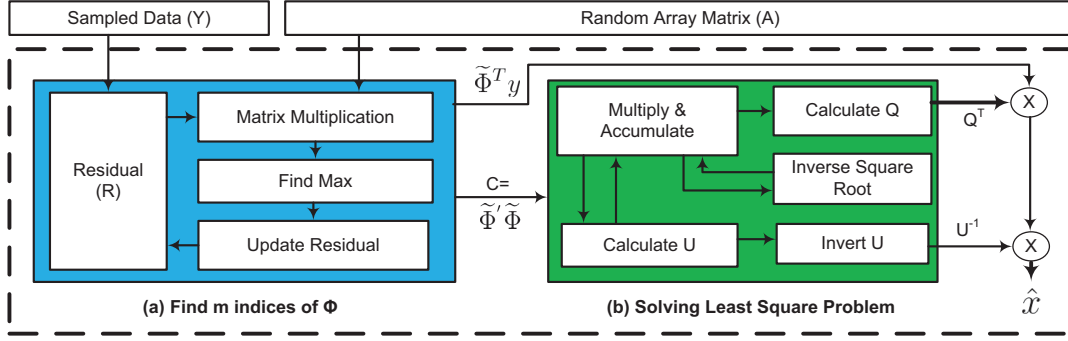 Sampled Data (Y)
Random Array Matrix (A)
Residual
(R)
Matrix Multiplication
Find Max
Update Residual
(a) Find m indices of Φ
Φ̃ᵀy
C=
Φ̃′Φ̃
Multiply &
Accumulate
Calculate Q
Inverse Square
Root
Calculate U
Invert U
(b) Solving Least Square Problem
Qᵀ
X
U⁻¹
X
x̂